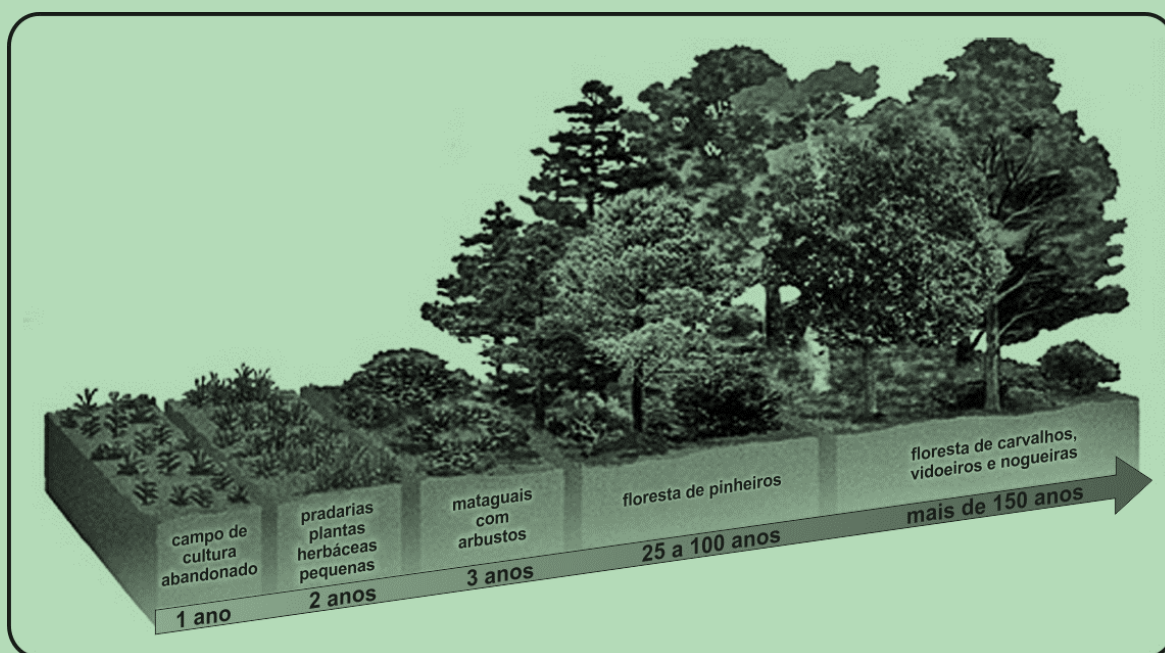 campo de
cultura
abandonado
pradarias
plantas
herbáceas
pequenas
mataguais
com
arbustos
floresta de pinheiros
floresta de carvalhos,
vidoeiros e nogueiras
1 ano
2 anos
3 anos
25 a 100 anos
mais de 150 anos